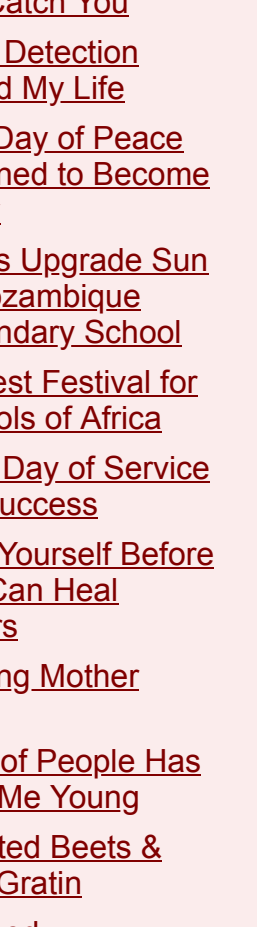 Catch You
Detection
d My Life
Day of Peace
ned to Become
s Upgrade Sun
ozambique
ndary School
est Festival for
ols of Africa
Day of Service
uccess
Yourself Before
Can Heal
rs
ng Mother
of People Has
Me Young
ted Beets &
Gratin